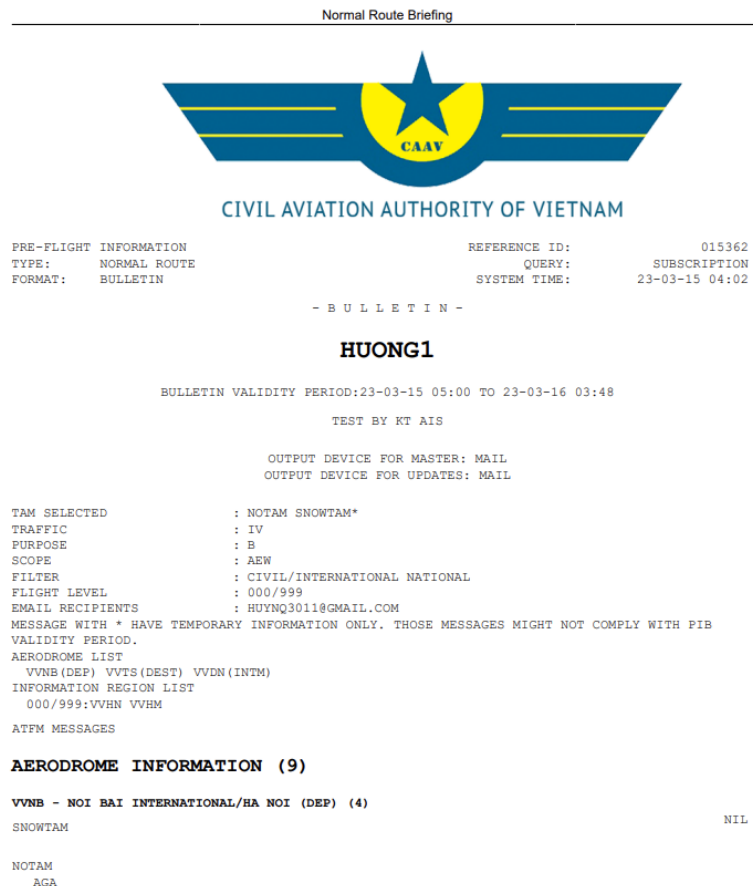 Normal Route Briefing
CAAV
CIVIL AVIATION AUTHORITY OF VIETNAM
PRE-FLIGHT INFORMATION REFERENCE ID: 015362
TYPE: NORMAL ROUTE QUERY: SUBSCRIPTION
FORMAT: BULLETIN SYSTEM TIME: 23-03-15 04:02
- B U L L E T I N -
HUONG1
BULLETIN VALIDITY PERIOD:23-03-15 05:00 TO 23-03-16 03:48
TEST BY KT AIS
OUTPUT DEVICE FOR MASTER: MAIL
OUTPUT DEVICE FOR UPDATES: MAIL
TAM SELECTED : NOTAM SNOWTAM*
TRAFFIC : IV
PURPOSE : B
SCOPE : AEW
FILTER : CIVIL/INTERNATIONAL NATIONAL
FLIGHT LEVEL : 000/999
EMAIL RECIPIENTS : HUYNQ3011@GMAIL.COM
MESSAGE WITH * HAVE TEMPORARY INFORMATION ONLY. THOSE MESSAGES MIGHT NOT COMPLY WITH PIB
VALIDITY PERIOD.
AERODROME LIST
VVNB(DEP) VVTS(DEST) VVDN(INTM)
INFORMATION REGION LIST
000/999:VVHN VVHM
ATFM MESSAGES
AERODROME INFORMATION (9)
VVNB - NOI BAI INTERNATIONAL/HA NOI (DEP) (4)
SNOWTAM NIL
NOTAM
AGA